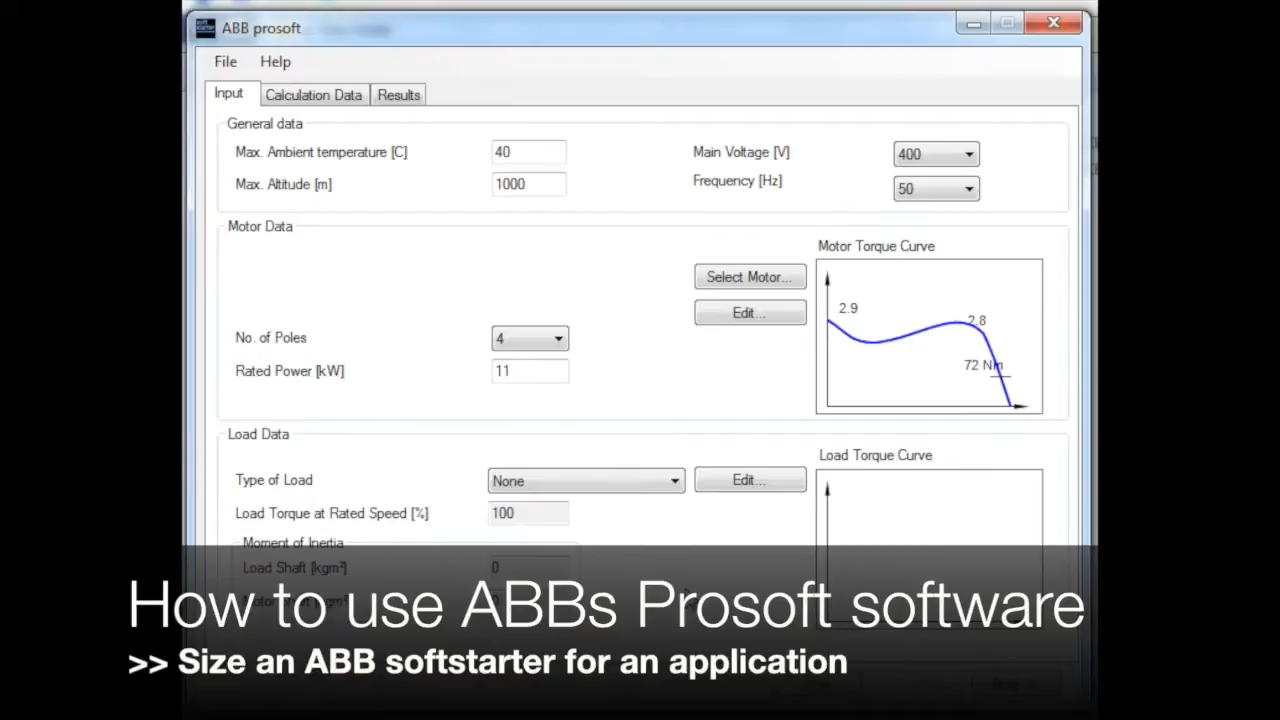 soft starter
ABB prosoft
File Help
Input Calculation Data Results
General data
Max. Ambient temperature [C] 40 Main Voltage [V] 400
Max. Altitude [m] 1000 Frequency [Hz] 50
Motor Data
Motor Torque Curve
Select Motor...
Edit...
2.9
2.8
No. of Poles 4
72 Nm
Rated Power [kW] 11
Load Data
Load Torque Curve
Type of Load None Edit...
Load Torque at Rated Speed [%] 100
Moment of Inertia
Load Shaft [kgm²] 0
How to use ABBs Prosoft software
>> Size an ABB softstarter for an application